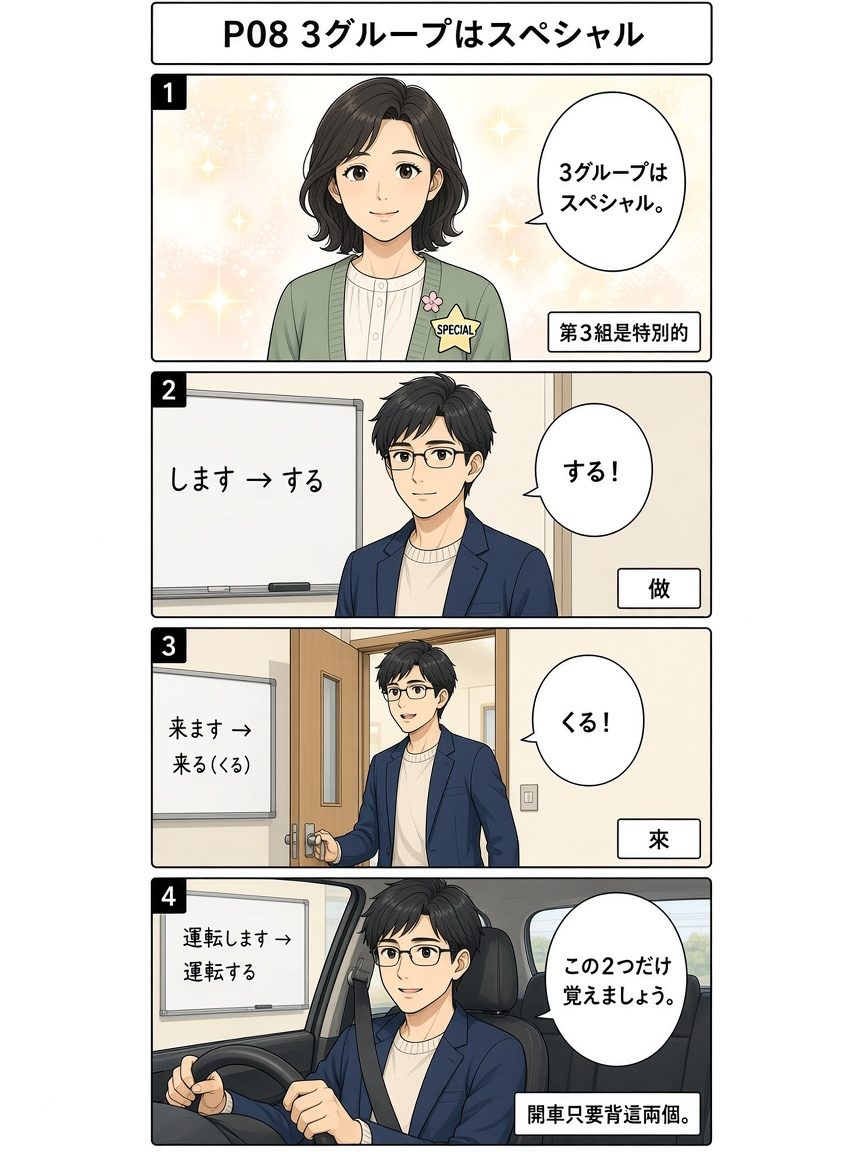 P08 3グループはスペシャル
1
3グループは
スペシャル。
SPECIAL
第3組是特別的
2
します → する
する！
做
3
来ます →
来る(くる)
くる！
來
4
運転します →
運転する
この2つだけ
覚えましょう。
開車只要背這兩個。